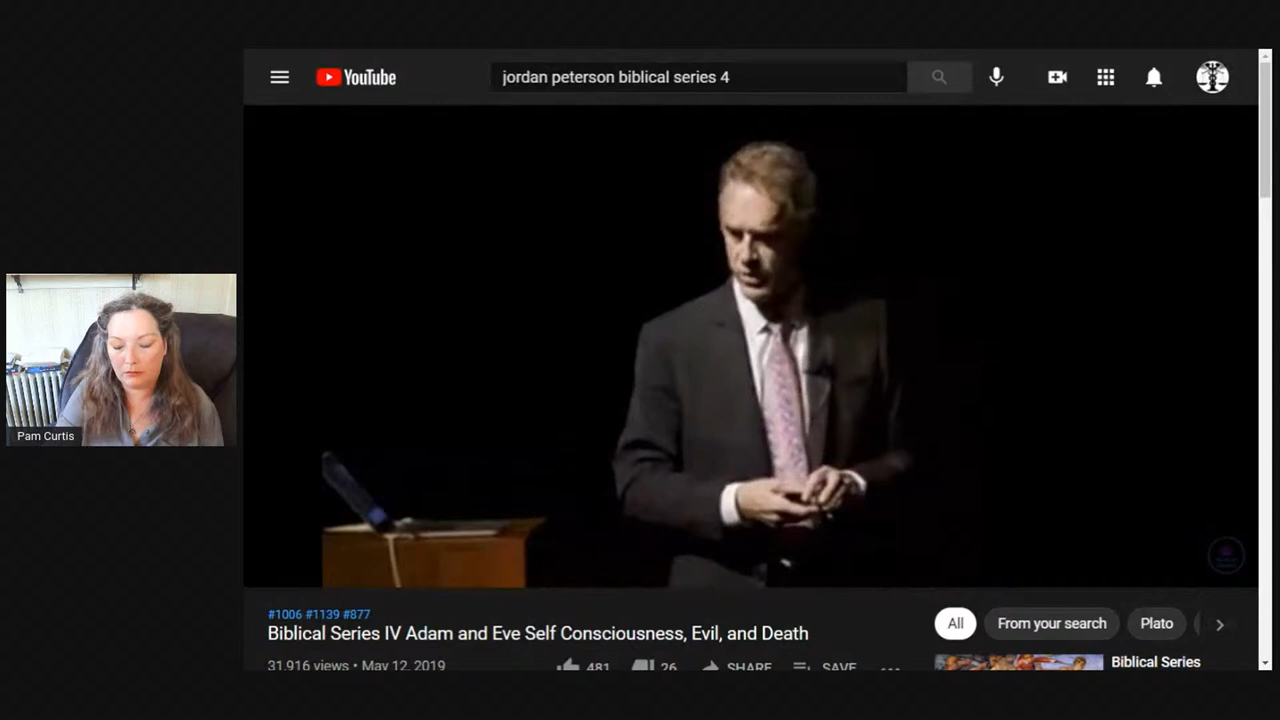 YouTube
jordan peterson biblical series 4
Pam Curtis
#1006 #1139 #877
Biblical Series IV Adam and Eve Self Consciousness, Evil, and Death
All
From your search
Plato
31,916 views • May 12, 2019
481
26
SHARE
SAVE
Biblical Series